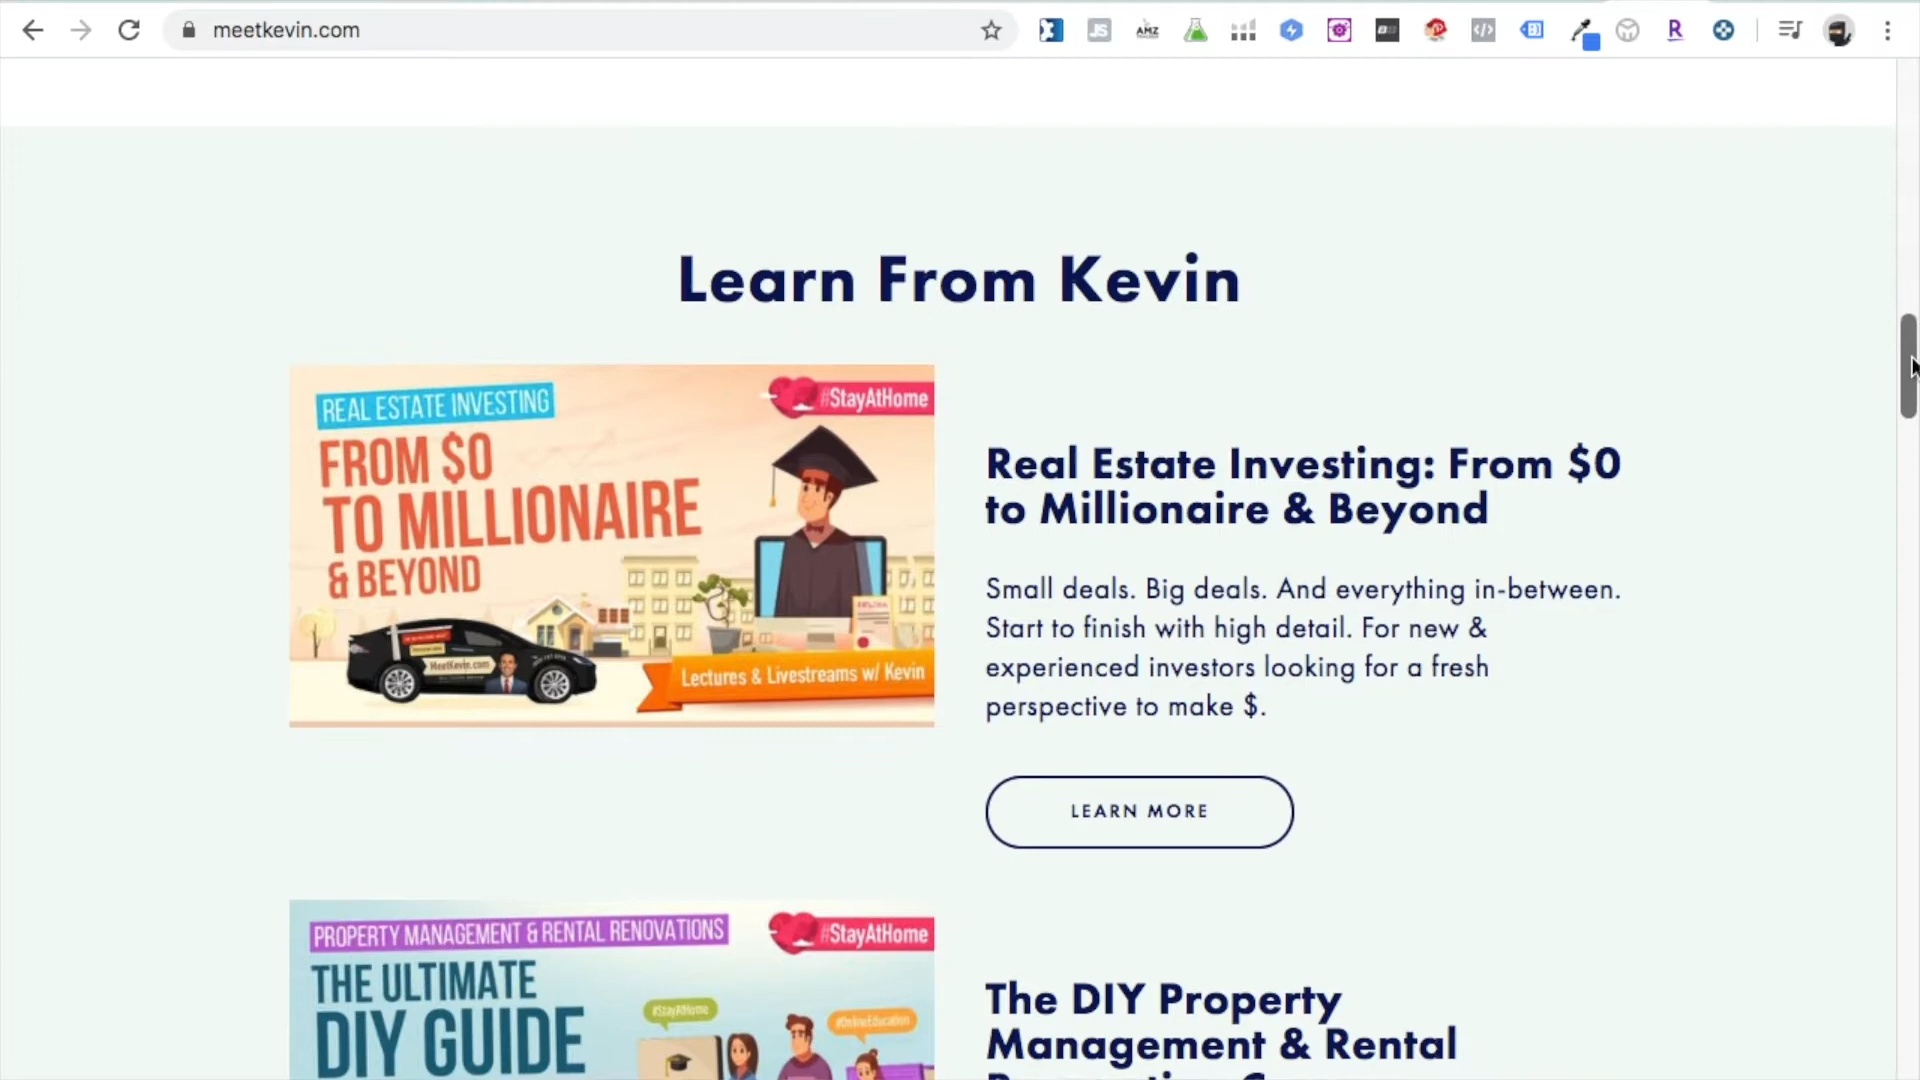 meetkevin.com
Learn From Kevin
REAL ESTATE INVESTING
#StayAtHome
FROM $0
TO MILLIONAIRE
& BEYOND
MeetKevin.com
Lectures & Livestreams w/ Kevin
Real Estate Investing: From $0
to Millionaire & Beyond
Small deals. Big deals. And everything in-between.
Start to finish with high detail. For new &
experienced investors looking for a fresh
perspective to make $.
LEARN MORE
PROPERTY MANAGEMENT & RENTAL RENOVATIONS
#StayAtHome
THE ULTIMATE
DIY GUIDE
#StayAtHome
#OnlineEducation
The DIY Property
Management & Rental